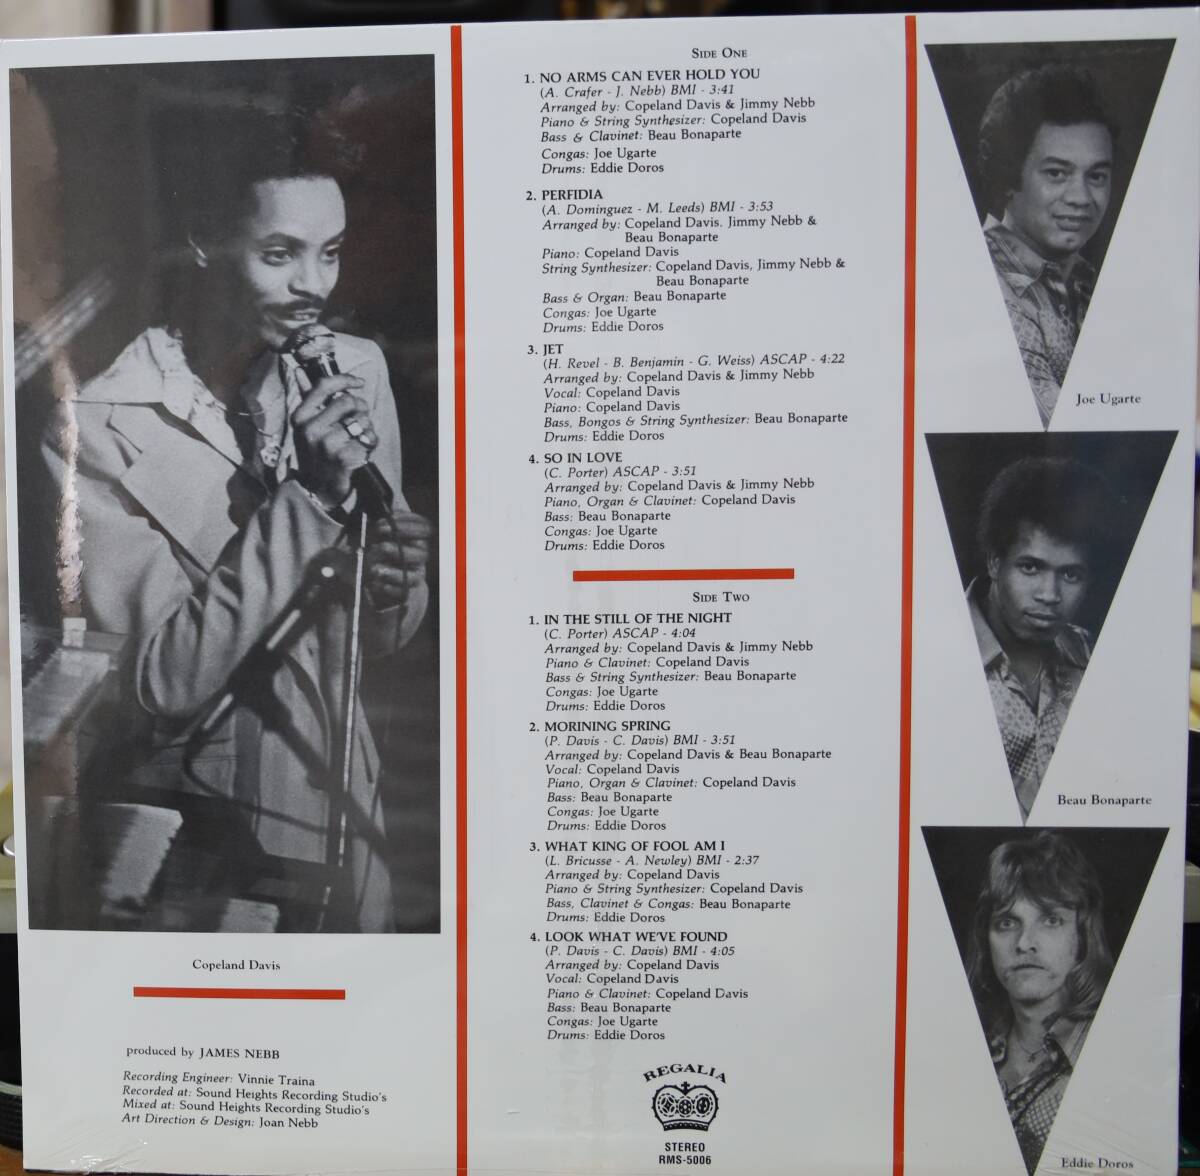 Copeland Davis
produced by JAMES NEBB
Recording Engineer: Vinnie Traina
Recorded at: Sound Heights Recording Studio's
Mixed at: Sound Heights Recording Studio's
Art Direction & Design: Joan Nebb
SIDE ONE
1. NO ARMS CAN EVER HOLD YOU
(A. Crafer - J. Nebb) BMI - 3:41
Arranged by: Copeland Davis & Jimmy Nebb
Piano & String Synthesizer: Copeland Davis
Bass & Clavinet: Beau Bonaparte
Congas: Joe Ugarte
Drums: Eddie Doros
2. PERFIDIA
(A. Dominguez - M. Leeds) BMI - 3:53
Arranged by: Copeland Davis. Jimmy Nebb &
Beau Bonaparte
Piano: Copeland Davis
String Synthesizer: Copeland Davis, Jimmy Nebb &
Beau Bonaparte
Bass & Organ: Beau Bonaparte
Congas: Joe Ugarte
Drums: Eddie Doros
3. JET
(H. Revel - B. Benjamin - G. Weiss) ASCAP - 4:22
Arranged by: Copeland Davis & Jimmy Nebb
Vocal: Copeland Davis
Piano: Copeland Davis
Bass, Bongos & String Synthesizer: Beau Bonaparte
Drums: Eddie Doros
4. SO IN LOVE
(C. Porter) ASCAP - 3:51
Arranged by: Copeland Davis & Jimmy Nebb
Piano, Organ & Clavinet: Copeland Davis
Bass: Beau Bonaparte
Congas: Joe Ugarte
Drums: Eddie Doros
SIDE TWO
1. IN THE STILL OF THE NIGHT
(C. Porter) ASCAP - 4:04
Arranged by: Copeland Davis & Jimmy Nebb
Piano & Clavinet: Copeland Davis
Bass & String Synthesizer: Beau Bonaparte
Congas: Joe Ugarte
Drums: Eddie Doros
2. MORINING SPRING
(P. Davis - C. Davis) BMI - 3:51
Arranged by: Copeland Davis & Beau Bonaparte
Vocal: Copeland Davis
Piano, Organ & Clavinet: Copeland Davis
Bass: Beau Bonaparte
Congas: Joe Ugarte
Drums: Eddie Doros
3. WHAT KING OF FOOL AM I
(L. Bricusse - A. Newley) BMI - 2:37
Arranged by: Copeland Davis
Piano & String Synthesizer: Copeland Davis
Bass, Clavinet & Congas: Beau Bonaparte
Drums: Eddie Doros
4. LOOK WHAT WE'VE FOUND
(P. Davis - C. Davis) BMI - 4:05
Arranged by: Copeland Davis
Vocal: Copeland Davis
Piano & Clavinet: Copeland Davis
Bass: Beau Bonaparte
Congas: Joe Ugarte
Drums: Eddie Doros
REGALIA
STEREO
RMS-5006
Joe Ugarte
Beau Bonaparte
Eddie Doros